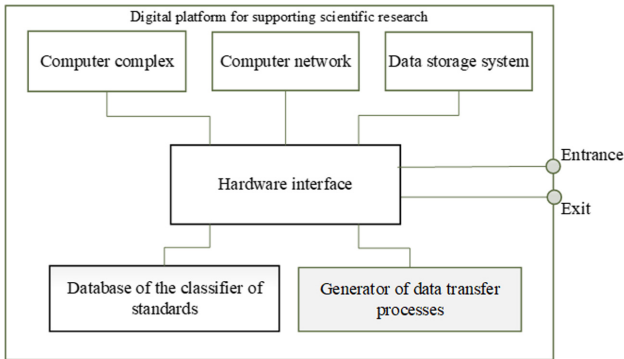 Digital platform for supporting scientific research
Computer complex
Computer network
Data storage system
Entrance
Hardware interface
Exit
Database of the classifier of
standards
Generator of data transfer
processes